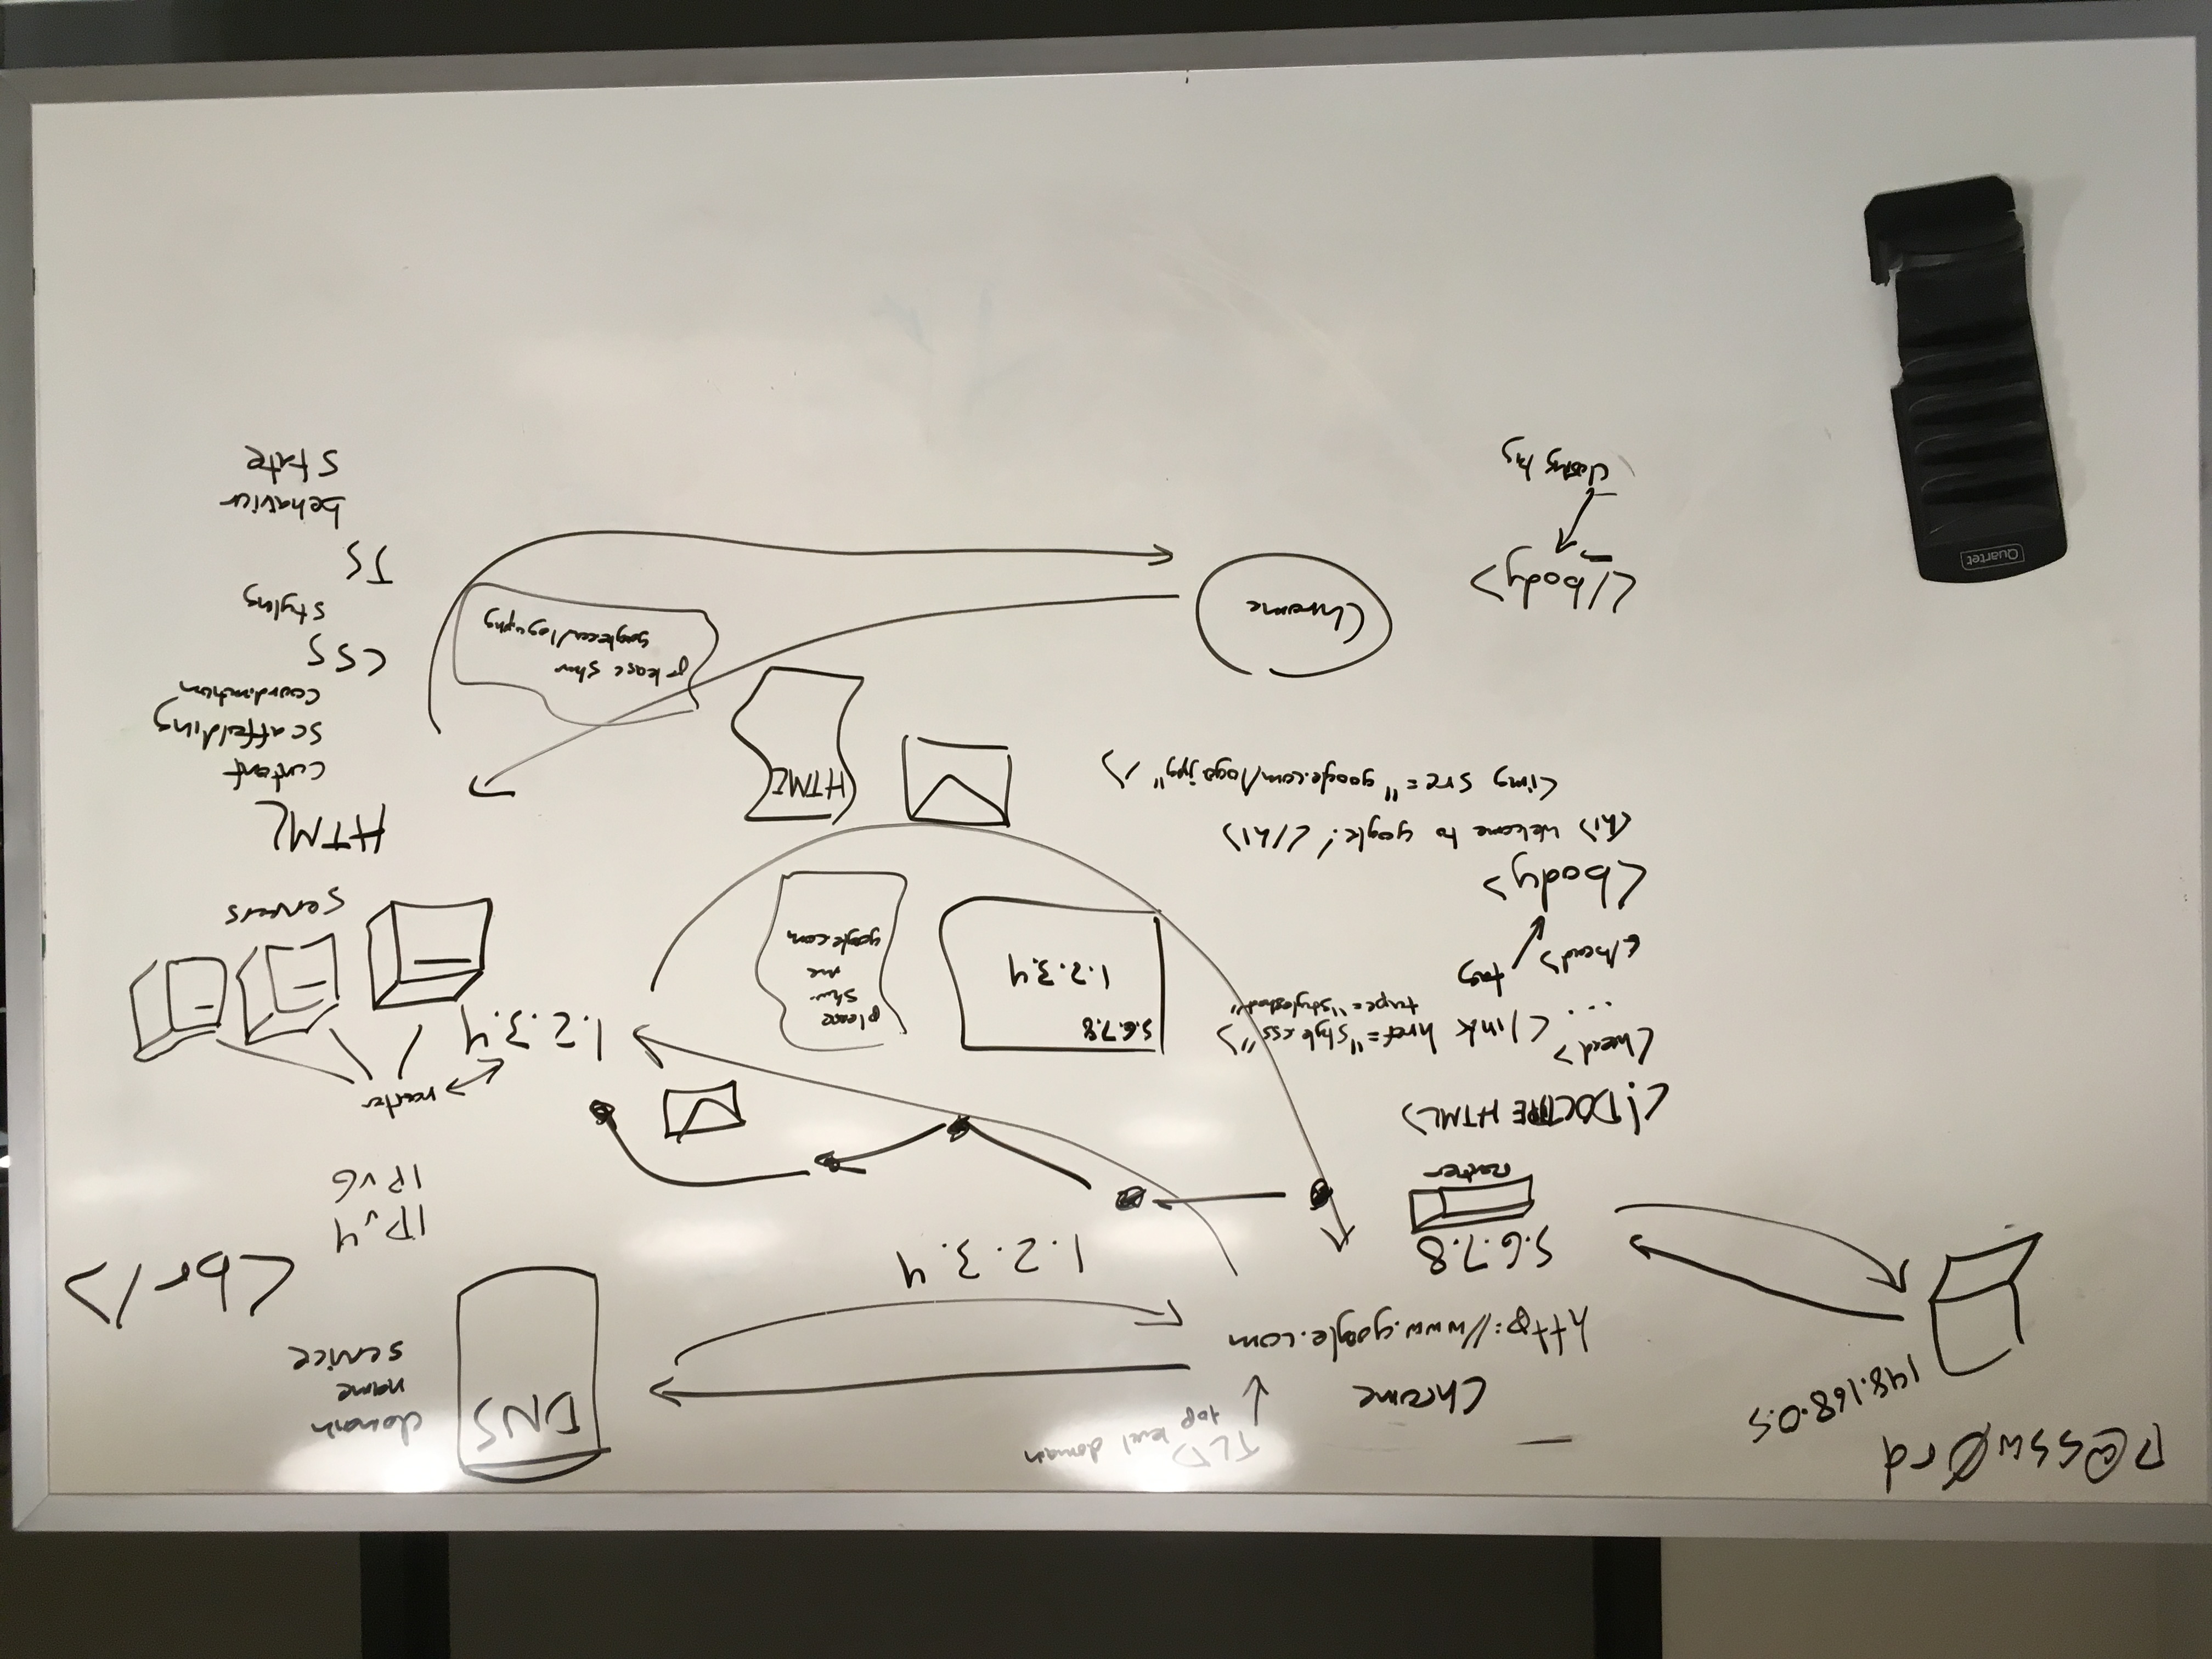 p@sswØrd
198.168.0.5
TLD
top level domain
Chrome
http://www.google.com
DNS
domain
name
service
<br/>
5.6.7.8
router
1.2.3.4
IPv4
IPv6
<!DOCTYPE HTML>
<head>
... </link href="style.css">
type="stylesheet"
</head>
tag
<body>
<h1> Welcome to google! </h1>
<img src="google.com/logo.jpg" />
</body>
closing tag
5.6.7.8
1.2.3.4
please
show
me
google.com
router
1.2.3.4
servers
HTML
Chrome
please show
google.com/logo.png
HTML
content
scaffolding
coordination
CSS
styling
JS
behavior
state
Quartet